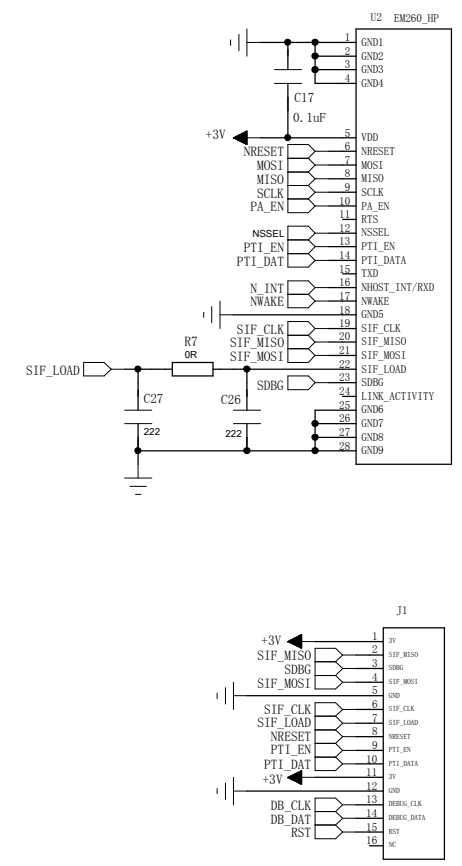 U2 EM260_HP
1 GND1
2 GND2
3 GND3
4 GND4
C17
0.1uF
+3V 5 VDD
NRESET 6 NRESET
MOSI 7 MOSI
MISO 8 MISO
SCLK 9 SCLK
PA_EN 10 PA_EN
11 RTS
NSSEL 12 NSSEL
PTI_EN 13 PTI_EN
PTI_DAT 14 PTI_DATA
15 TXD
N_INT 16 NHOST_INT/RXD
NWAKE 17 NWAKE
18 GND5
SIF_CLK 19 SIF_CLK
R7 SIF_MISO 20 SIF_MISO
0R SIF_MOSI 21 SIF_MOSI
SIF_LOAD 22 SIF_LOAD
SDBG 23 SDBG
C27 C26 24 LINK_ACTIVITY
25 GND6
26 GND7
222 222 27 GND8
28 GND9
J1
+3V 1 3V
SIF_MISO 2 SIF_MISO
SDBG 3 SDBG
SIF_MOSI 4 SIF_MOSI
5 GND
SIF_CLK 6 SIF_CLK
SIF_LOAD 7 SIF_LOAD
NRESET 8 NRESET
PTI_EN 9 PTI_EN
PTI_DAT 10 PTI_DATA
+3V 11 3V
12 GND
DB_CLK 13 DEBUG_CLK
DB_DAT 14 DEBUG_DATA
RST 15 RST
16 NC